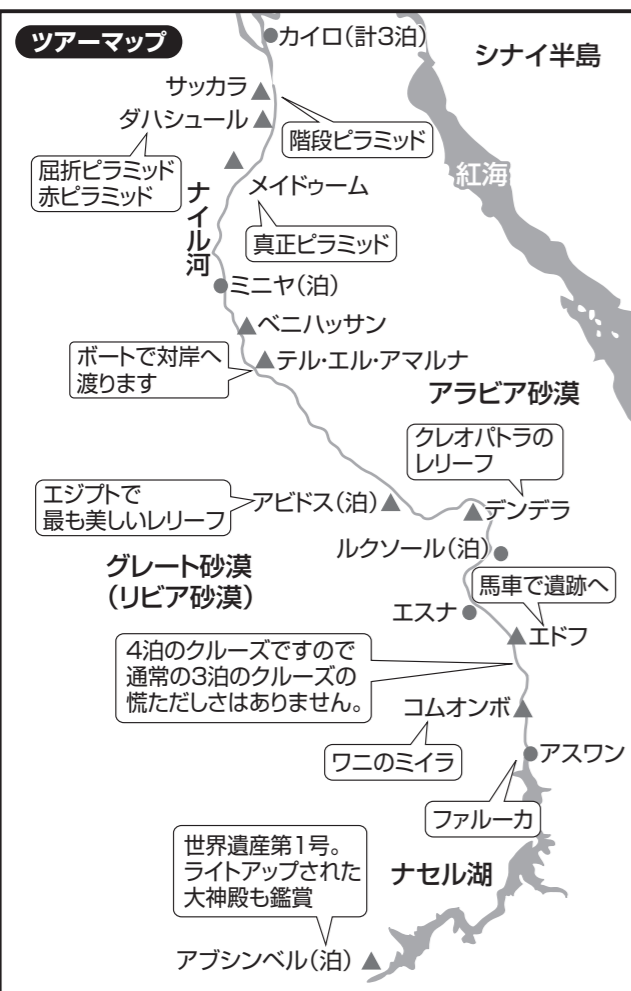 ツアーマップ
カイロ(計3泊)
シナイ半島
サッカラ
ダハシュール
階段ピラミッド
屈折ピラミッド
赤ピラミッド
メイドゥーム
紅海
ナイル河
真正ピラミッド
ミニヤ(泊)
ベニハッサン
ボートで対岸へ
渡ります
テル・エル・アマルナ
アラビア砂漠
クレオパトラの
レリーフ
エジプトで
最も美しいレリーフ
アビドス(泊)
デンデラ
ルクソール(泊)
グレート砂漠
(リビア砂漠)
馬車で遺跡へ
エスナ
エドフ
4泊のクルーズですので
通常の3泊のクルーズの
慌ただしさはありません。
コムオンボ
ワニのミイラ
アスワン
ファルーカ
世界遺産第1号。
ライトアップされた
大神殿も鑑賞
ナセル湖
アブシンベル(泊)